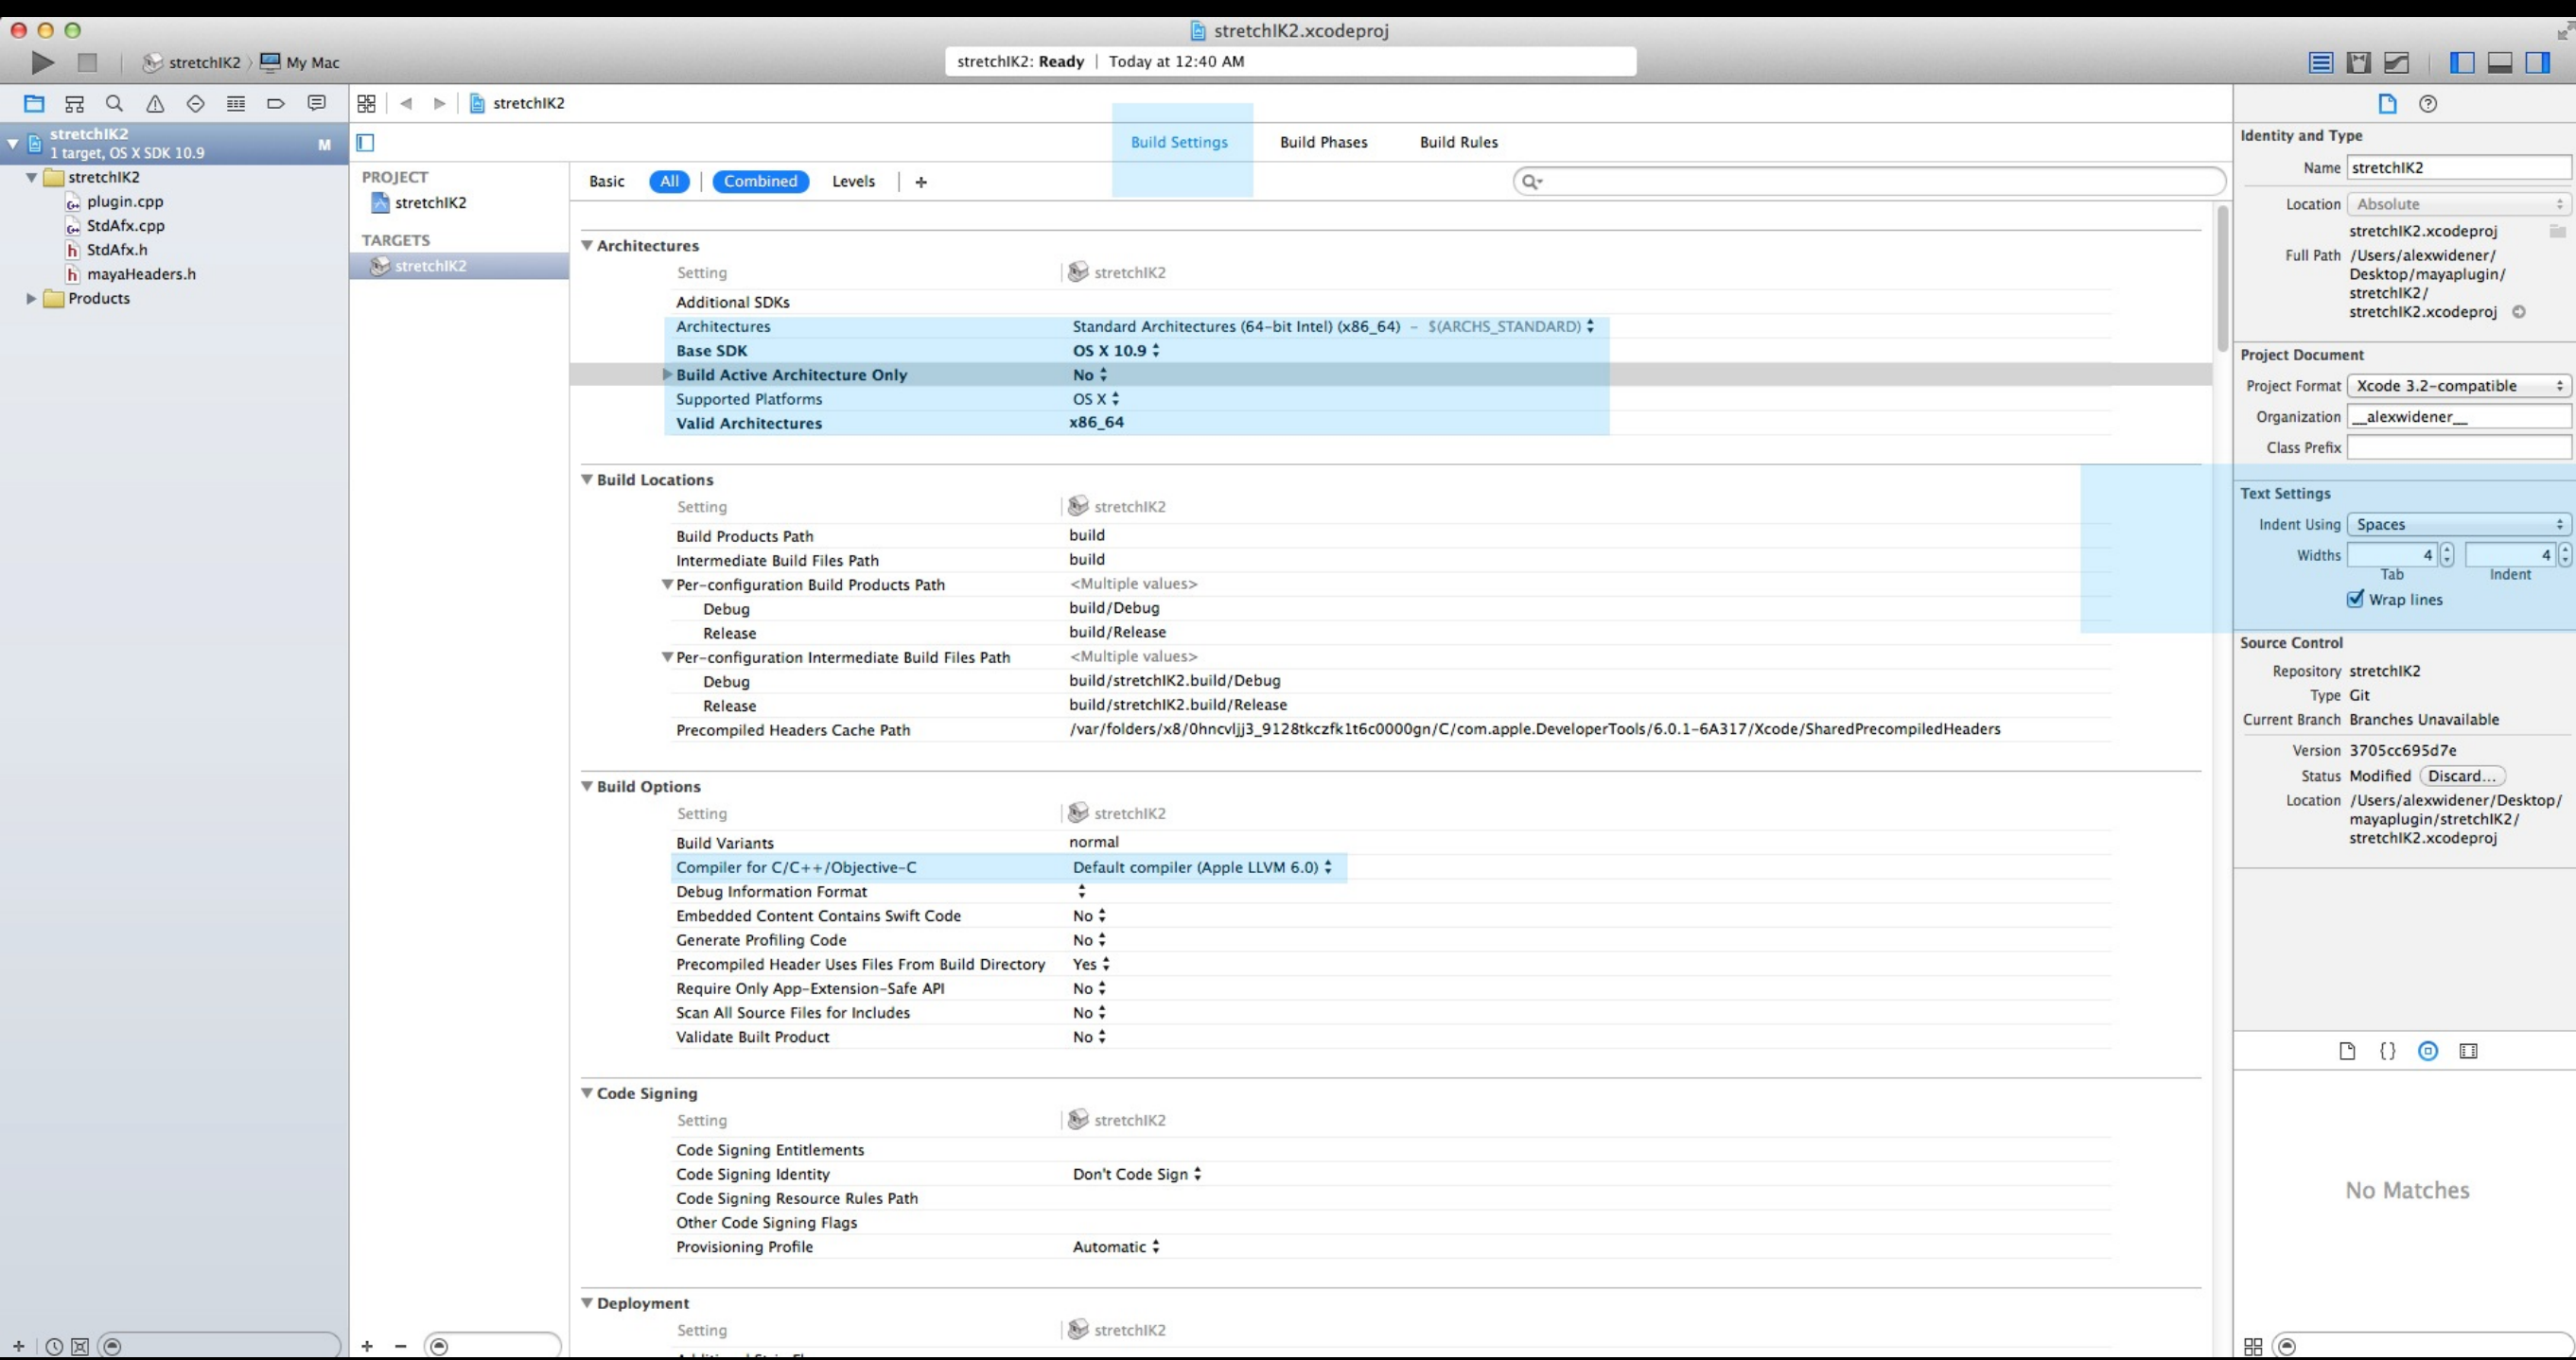 stretchIK2.xcodeproj
stretchIK2 My Mac
stretchIK2: Ready | Today at 12:40 AM
stretchIK2
stretchIK2
1 target, OS X SDK 10.9
M
stretchIK2
plugin.cpp
StdAfx.cpp
StdAfx.h
mayaHeaders.h
Products
PROJECT
stretchIK2
TARGETS
stretchIK2
Build Settings Build Phases Build Rules
Basic All Combined Levels +
Architectures
Setting stretchIK2
Additional SDKs
Architectures Standard Architectures (64-bit Intel) (x86_64) - $(ARCHS_STANDARD)
Base SDK OS X 10.9
Build Active Architecture Only No
Supported Platforms OS X
Valid Architectures x86_64
Build Locations
Setting stretchIK2
Build Products Path build
Intermediate Build Files Path build
Per-configuration Build Products Path <Multiple values>
Debug build/Debug
Release build/Release
Per-configuration Intermediate Build Files Path <Multiple values>
Debug build/stretchIK2.build/Debug
Release build/stretchIK2.build/Release
Precompiled Headers Cache Path /var/folders/x8/0hncvljj3_9128tkczfk1t6c0000gn/C/com.apple.DeveloperTools/6.0.1-6A317/Xcode/SharedPrecompiledHeaders
Build Options
Setting stretchIK2
Build Variants normal
Compiler for C/C++/Objective-C Default compiler (Apple LLVM 6.0)
Debug Information Format
Embedded Content Contains Swift Code No
Generate Profiling Code No
Precompiled Header Uses Files From Build Directory Yes
Require Only App-Extension-Safe API No
Scan All Source Files for Includes No
Validate Built Product No
Code Signing
Setting stretchIK2
Code Signing Entitlements
Code Signing Identity Don't Code Sign
Code Signing Resource Rules Path
Other Code Signing Flags
Provisioning Profile Automatic
Deployment
Setting stretchIK2
Identity and Type
Name stretchIK2
Location Absolute
stretchIK2.xcodeproj
Full Path /Users/alexwidener/
Desktop/mayaplugin/
stretchIK2/
stretchIK2.xcodeproj
Project Document
Project Format Xcode 3.2-compatible
Organization __alexwidener__
Class Prefix
Text Settings
Indent Using Spaces
Widths 4 4
Tab Indent
Wrap lines
Source Control
Repository stretchIK2
Type Git
Current Branch Branches Unavailable
Version 3705cc695d7e
Status Modified Discard...
Location /Users/alexwidener/Desktop/
mayaplugin/stretchIK2/
stretchIK2.xcodeproj
No Matches